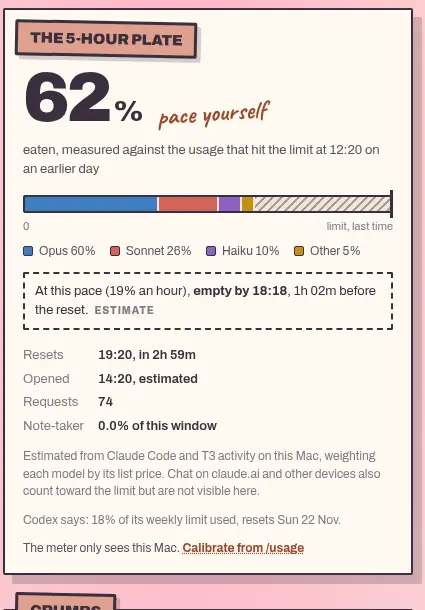 THE 5-HOUR PLATE
62% pace yourself
eaten, measured against the usage that hit the limit at 12:20 on
an earlier day
0 limit, last time
Opus 60% Sonnet 26% Haiku 10% Other 5%
At this pace (19% an hour), empty by 18:18, 1h 02m before
the reset. ESTIMATE
Resets 19:20, in 2h 59m
Opened 14:20, estimated
Requests 74
Note-taker 0.0% of this window
Estimated from Claude Code and T3 activity on this Mac, weighting
each model by its list price. Chat on claude.ai and other devices also
count toward the limit but are not visible here.
Codex says: 18% of its weekly limit used, resets Sun 22 Nov.
The meter only sees this Mac. Calibrate from /usage
CRUMBS